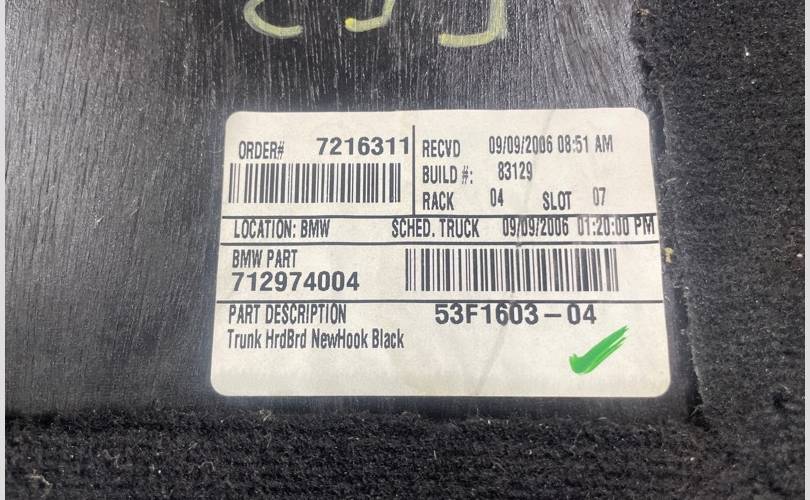 ORDER# 7216311
RECVD 09/09/2006 08:51 AM
BUILD #: 83129
RACK 04 SLOT 07
LOCATION: BMW SCHED. TRUCK 09/09/2006 01:20:00 PM
BMW PART
712974004
PART DESCRIPTION 53F1603-04
Trunk HrdBrd NewHook Black